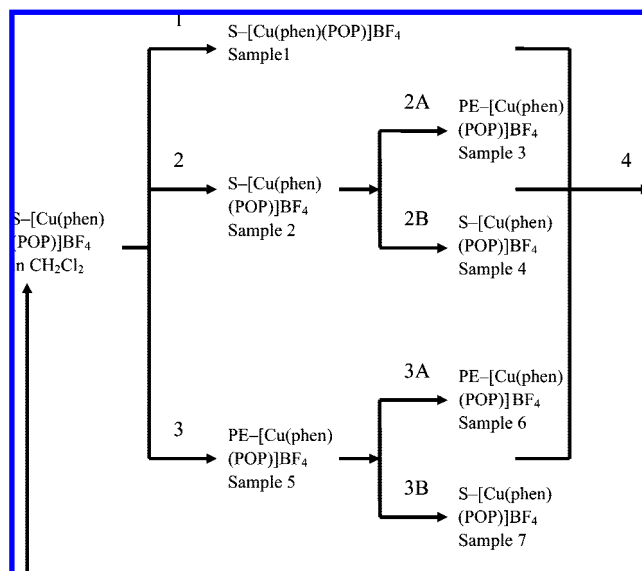 1
S–[Cu(phen)(POP)]BF₄
Sample1
2A
PE–[Cu(phen)
(POP)]BF₄
Sample 3
4
2
S–[Cu(phen)
(POP)]BF₄
Sample 2
2B
S–[Cu(phen)
(POP)]BF₄
Sample 4
S–[Cu(phen)
(POP)]BF₄
in CH₂Cl₂
3A
PE–[Cu(phen)
(POP)]BF₄
Sample 6
3
PE–[Cu(phen)
(POP)]BF₄
Sample 5
3B
S–[Cu(phen)
(POP)]BF₄
Sample 7